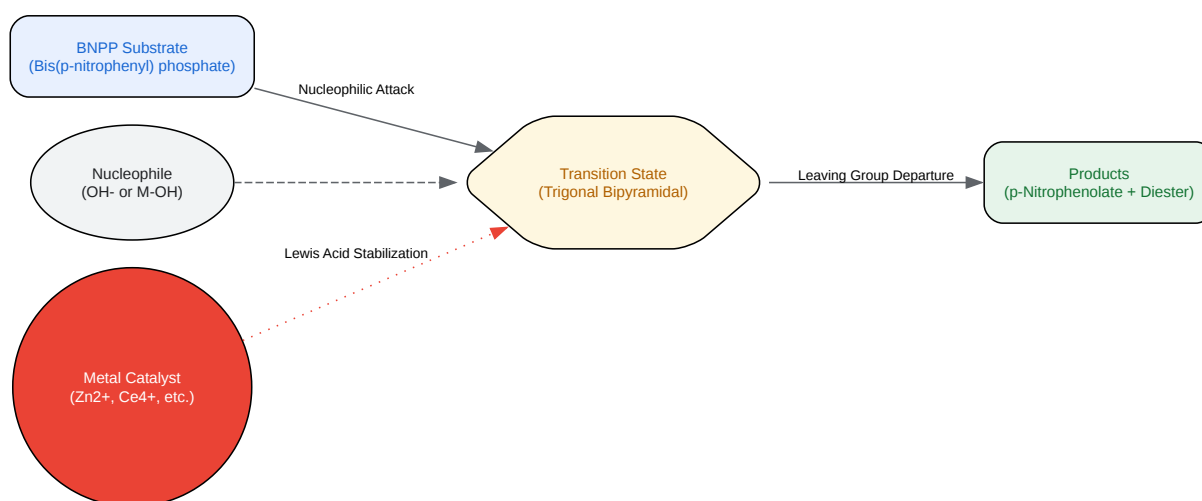 BNPP Substrate
(Bis(p-nitrophenyl) phosphate)
Nucleophilic Attack
Nucleophile
(OH- or M-OH)
Transition State
(Trigonal Bipyramidal)
Leaving Group Departure
Products
(p-Nitrophenolate + Diester)
Lewis Acid Stabilization
Metal Catalyst
(Zn2+, Ce4+, etc.)